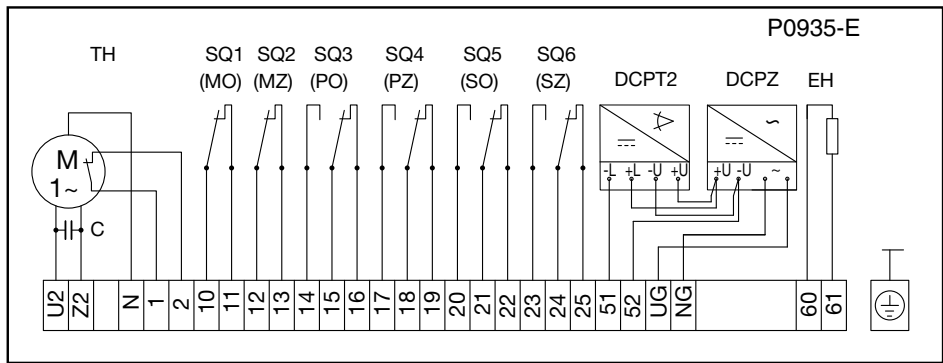 P0935-E
TH SQ1 SQ2 SQ3 SQ4 SQ5 SQ6
(MO) (MZ) (PO) (PZ) (SO) (SZ) DCPT2 DCPZ EH
M
1~
-L +L -U +U +U -U ~
C
U2 Z2 N 1 2 10 11 12 13 14 15 16 17 18 19 20 21 22 23 24 25 51 52 UG NG 60 61